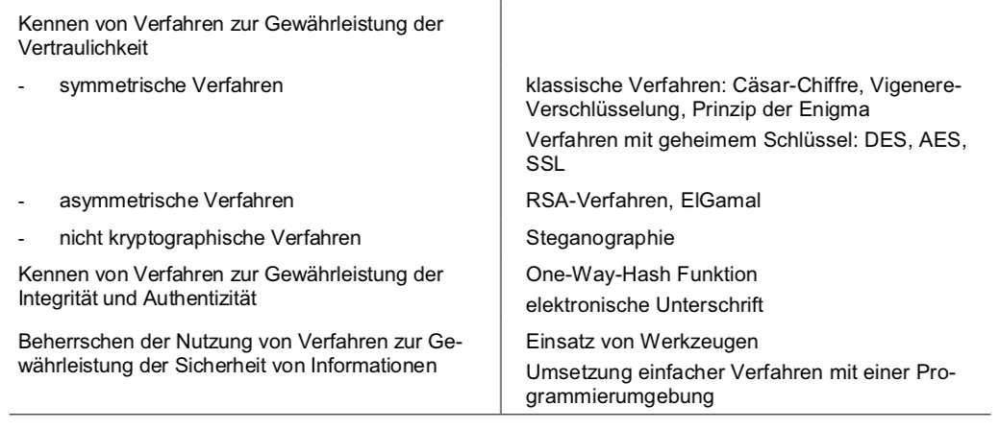 Kennen von Verfahren zur Gewährleistung der
Vertraulichkeit
- symmetrische Verfahren
klassische Verfahren: Cäsar-Chiffre, Vigenere-
Verschlüsselung, Prinzip der Enigma
Verfahren mit geheimem Schlüssel: DES, AES,
SSL
- asymmetrische Verfahren
RSA-Verfahren, ElGamal
- nicht kryptographische Verfahren
Steganographie
Kennen von Verfahren zur Gewährleistung der
Integrität und Authentizität
One-Way-Hash Funktion
elektronische Unterschrift
Beherrschen der Nutzung von Verfahren zur Ge-
währleistung der Sicherheit von Informationen
Einsatz von Werkzeugen
Umsetzung einfacher Verfahren mit einer Pro-
grammierumgebung